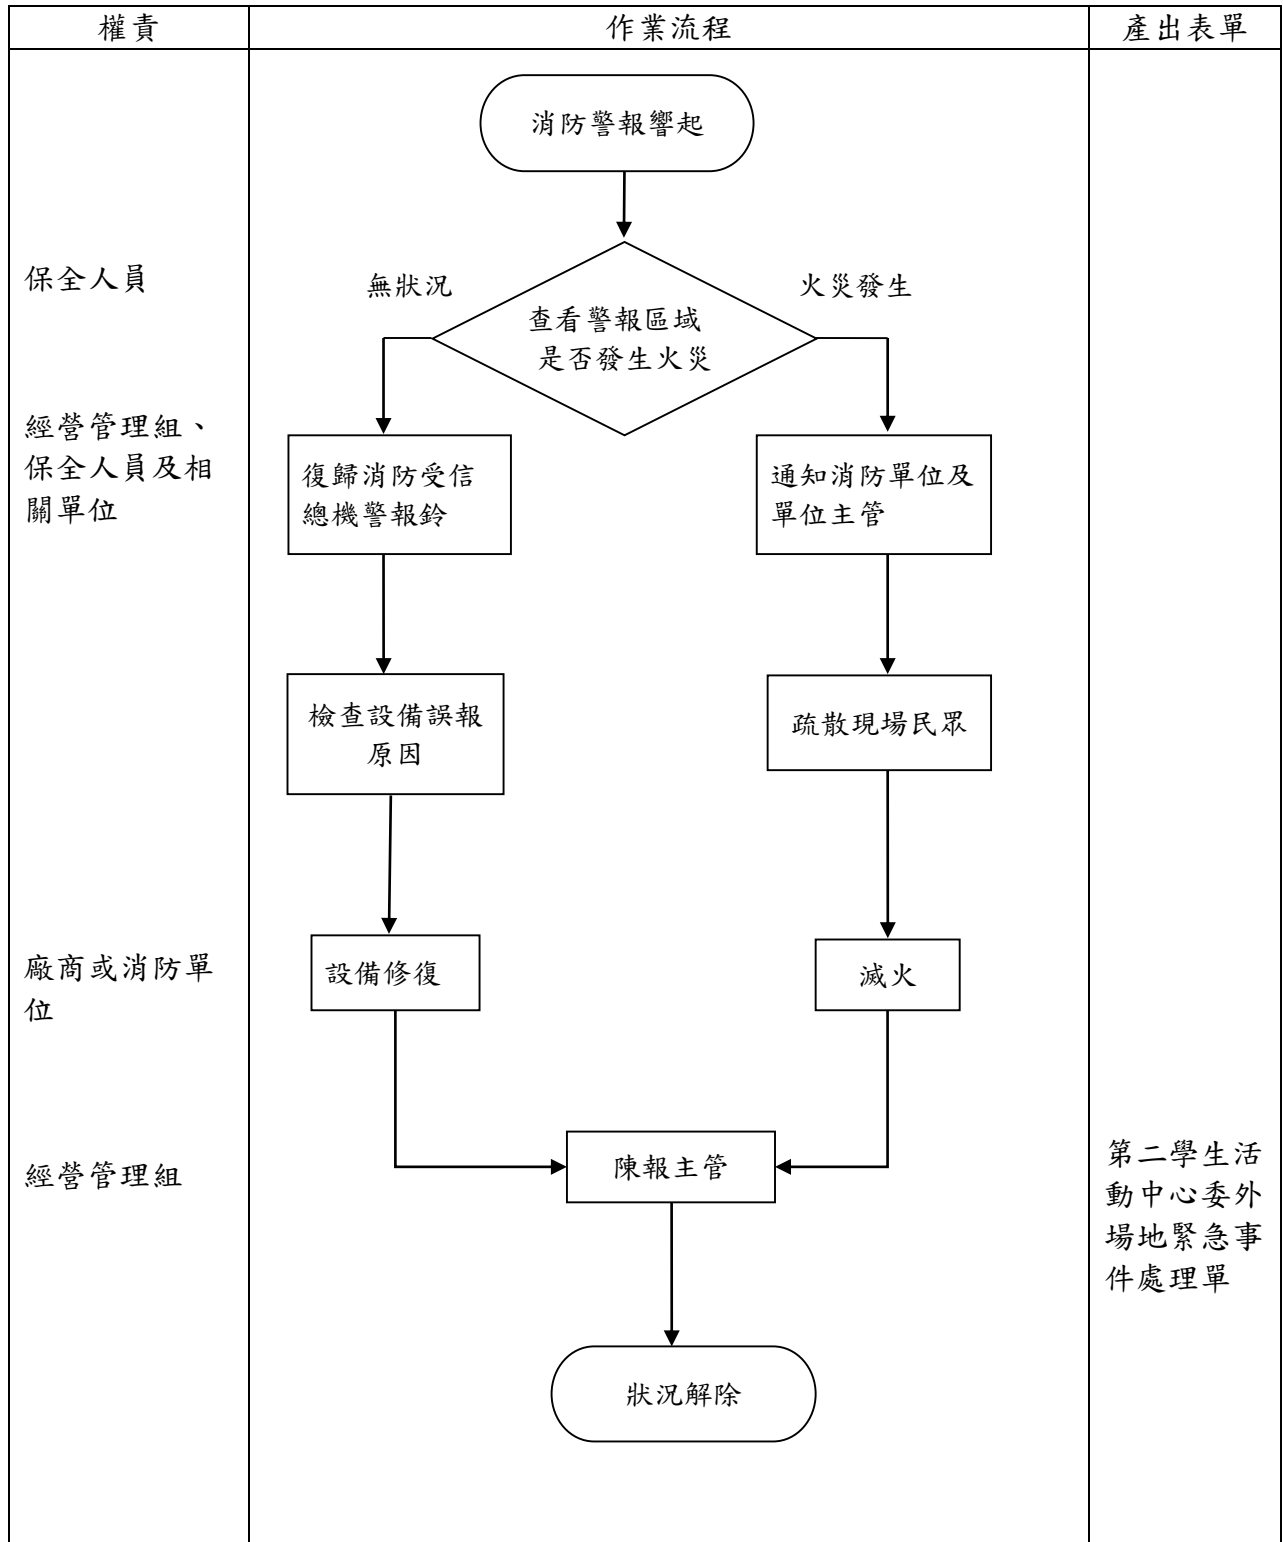 權責
作業流程
產出表單
消防警報響起
保全人員
無狀況
火災發生
查看警報區域
是否發生火災
經營管理組、
保全人員及相
關單位
復歸消防受信
總機警報鈴
通知消防單位及
單位主管
檢查設備誤報
原因
疏散現場民眾
廠商或消防單
位
設備修復
滅火
經營管理組
陳報主管
第二學生活
動中心委外
場地緊急事
件處理單
狀況解除